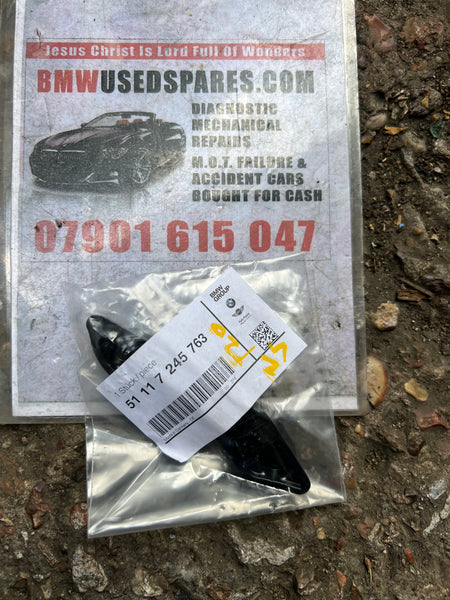 Jesus Christ Is Lord Full Of Wonders
BMWUSEDSPARES.COM
DIAGNOSTIC
MECHANICAL
REPAIRS
M.O.T. FAILURE &
ACCIDENT CARS
BOUGHT FOR CASH
07901 615 047
BMW
GROUP
1 Stück / piece
51 11 7 245 763